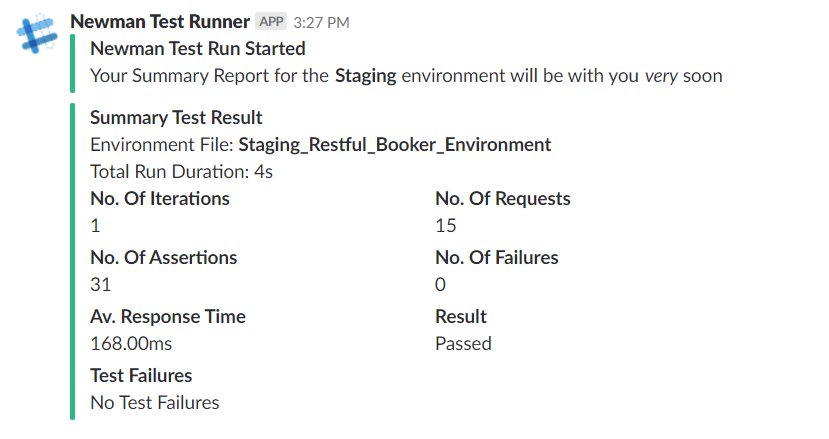 Newman Test Runner APP 3:27 PM
Newman Test Run Started
Your Summary Report for the Staging environment will be with you very soon
Summary Test Result
Environment File: Staging_Restful_Booker_Environment
Total Run Duration: 4s
No. Of Iterations No. Of Requests
1 15
No. Of Assertions No. Of Failures
31 0
Av. Response Time Result
168.00ms Passed
Test Failures
No Test Failures